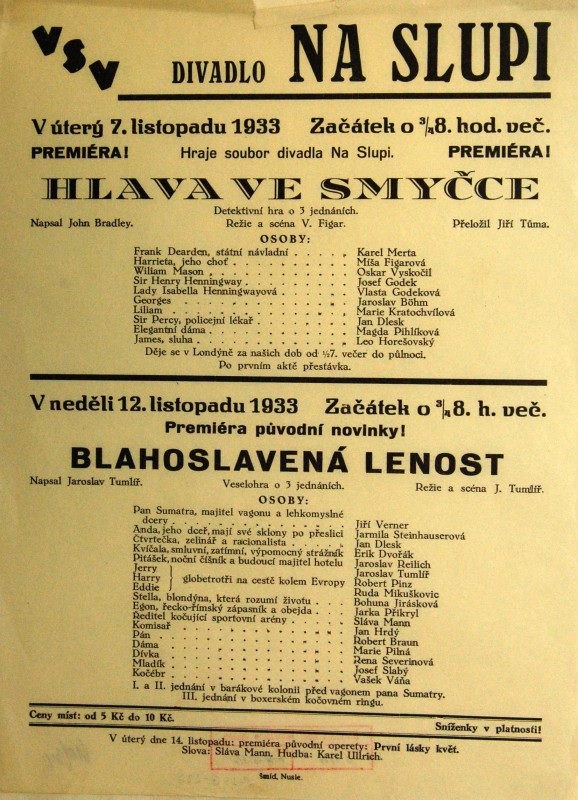 VSV
DIVADLO NA SLUPI
V úterý 7. listopadu 1933 Začátek o ¾8. hod. več.
PREMIÉRA! Hraje soubor divadla Na Slupi. PREMIÉRA!
HLAVA VE SMYČCE
Detektivní hra o 3 jednáních.
Napsal John Bradley. Režie a scéna V. Figar. Přeložil Jiří Tůma.
OSOBY:
Frank Dearden, státní návladní . . . . „ Karel Merta
Harrieta, jeho choť . . . . . . . . . Míša Figarová
Wiliam Mason . . . . . . . . . . Oskar Vyskočil
Sir Henry Henningway . . . . . . . . Josef Godek
Lady Isabella Henningwayová . . . . . . Vlasta Godeková
Georges . . . . . . . . . . . . Jaroslav Böhm
Liliam . . . . . . . . . . . . Marie Kratochvílová
Sir Percy, policejní lékař . . . . . . . Jan Dlesk
Elegantní dáma . . . . . . . . . . Magda Pihlíková
James, sluha . . . . . . . . . . . Leo Horešovský
Děje se v Londýně za našich dob od ½7. večer do půlnoci.
Po prvním aktě přestávka.
V neděli 12. listopadu 1933 Začátek o ¾8. h. več.
Premiéra původní novinky!
BLAHOSLAVENÁ LENOST
Napsal Jaroslav Tumlíř. Veselohra o 3 jednáních. Režie a scéna J. Tumlíř.
OSOBY:
Pan Sumatra, majitel vagonu a lehkomyslné
dcery . . . . . . . . . . . . Jiří Verner
Anda, jeho dceř, mají své sklony po přeslici Jarmila Steinhauserová
Čtvrtečka, zelinář a racionalista . . . . . Jan Dlesk
Kvíčala, smluvní, zatímní, výpomocný strážník Erik Dvořák
Pitášek, noční číšník a budoucí majitel hotelu Jaroslav Reilich
Jerry Jaroslav Tumlíř
Harry globetrotři na cestě kolem Evropy Robert Pinz
Eddie Ruda Mikuškovic
Stella, blondýna, která rozumí životu . . . Bohuna Jirásková
Egon, řecko-římský zápasník a obejda . . . Jarka Přikryl
Ředitel kočující sportovní arény . . . . . Sláva Mann
Komisař . . . . . . . . . . . Jan Hrdý
Pán . . . . . . . . . . . . Robert Braun
Dáma . . . . . . . . . . . . Marie Pilná
Dívka . . . . . . . . . . . . Rena Severinová
Mladík . . . . . . . . . . . . Josef Slabý
Kočébr . . . . . . . . . . . . Vašek Váňa
I. a II. jednání v barákové kolonii před vagonem pana Sumatry.
III. jednání v boxerském kočovném ringu.
Ceny míst: od 5 Kč do 10 Kč. Sníženky v platnosti!
V úterý dne 14. listopadu: premiéra původní operety: První lásky květ.
Slova: Sláva Mann, Hudba: Karel Ullrich.
Šmíd, Nusle.